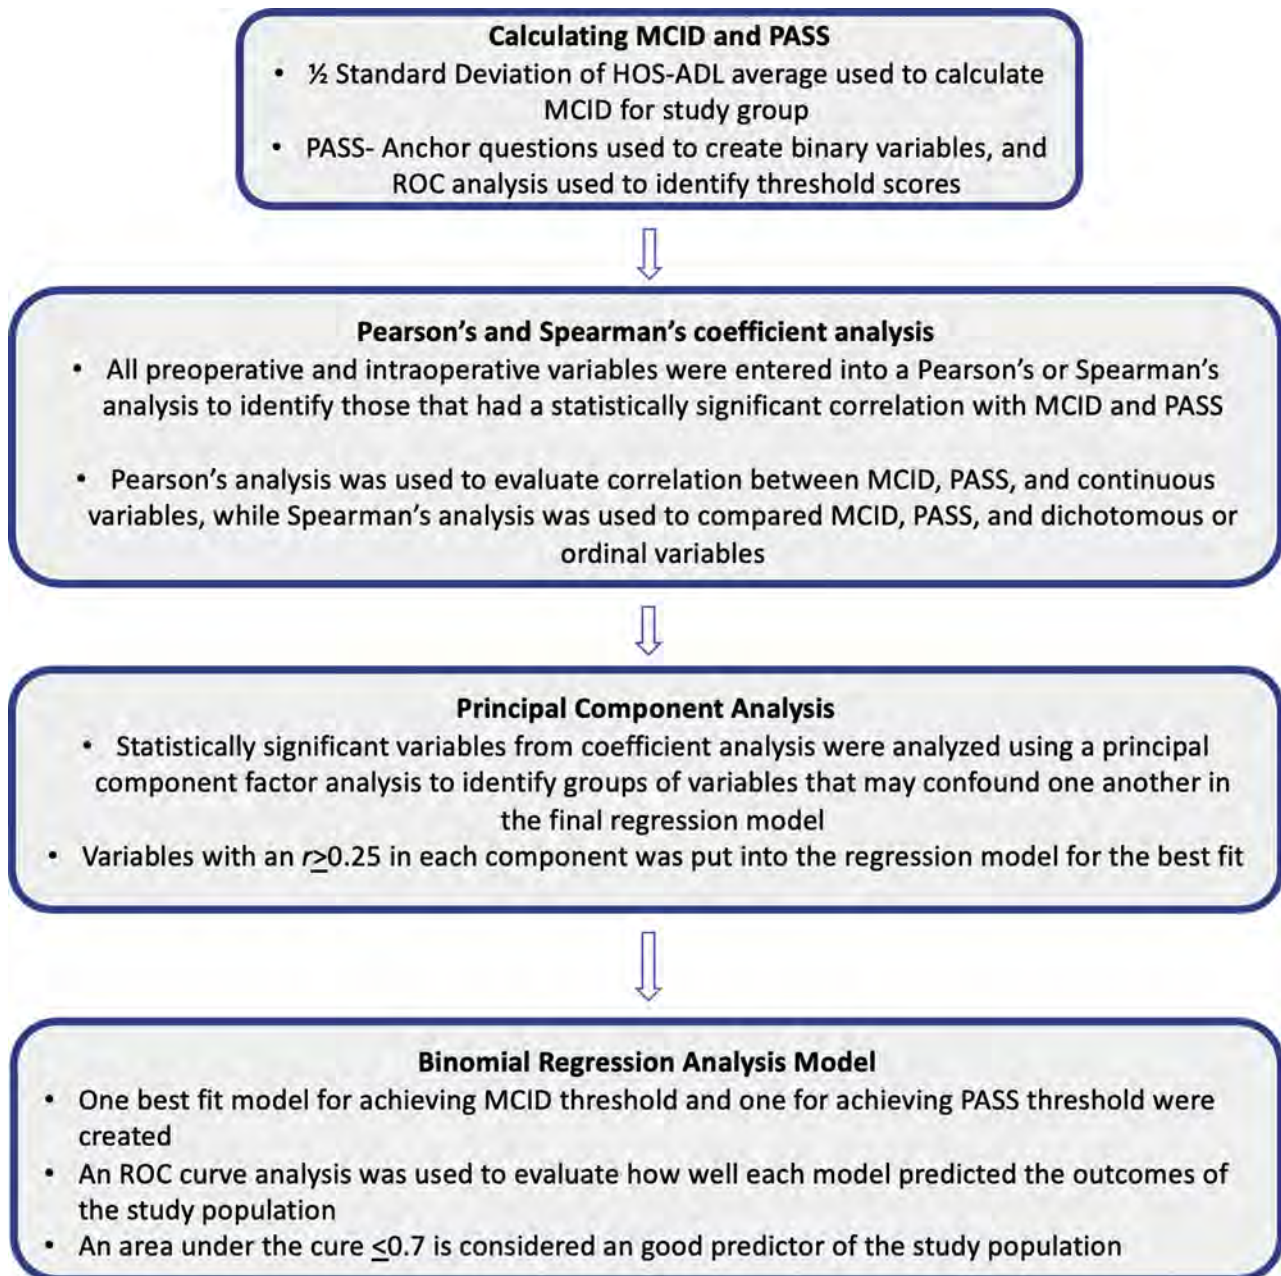 Calculating MCID and PASS
• ½ Standard Deviation of HOS-ADL average used to calculate
MCID for study group
• PASS- Anchor questions used to create binary variables, and
ROC analysis used to identify threshold scores
Pearson’s and Spearman’s coefficient analysis
• All preoperative and intraoperative variables were entered into a Pearson’s or Spearman’s
analysis to identify those that had a statistically significant correlation with MCID and PASS
• Pearson’s analysis was used to evaluate correlation between MCID, PASS, and continuous
variables, while Spearman’s analysis was used to compared MCID, PASS, and dichotomous or
ordinal variables
Principal Component Analysis
• Statistically significant variables from coefficient analysis were analyzed using a principal
component factor analysis to identify groups of variables that may confound one another in
the final regression model
• Variables with an r≥0.25 in each component was put into the regression model for the best fit
Binomial Regression Analysis Model
• One best fit model for achieving MCID threshold and one for achieving PASS threshold were
created
• An ROC curve analysis was used to evaluate how well each model predicted the outcomes of
the study population
• An area under the cure ≤0.7 is considered an good predictor of the study population